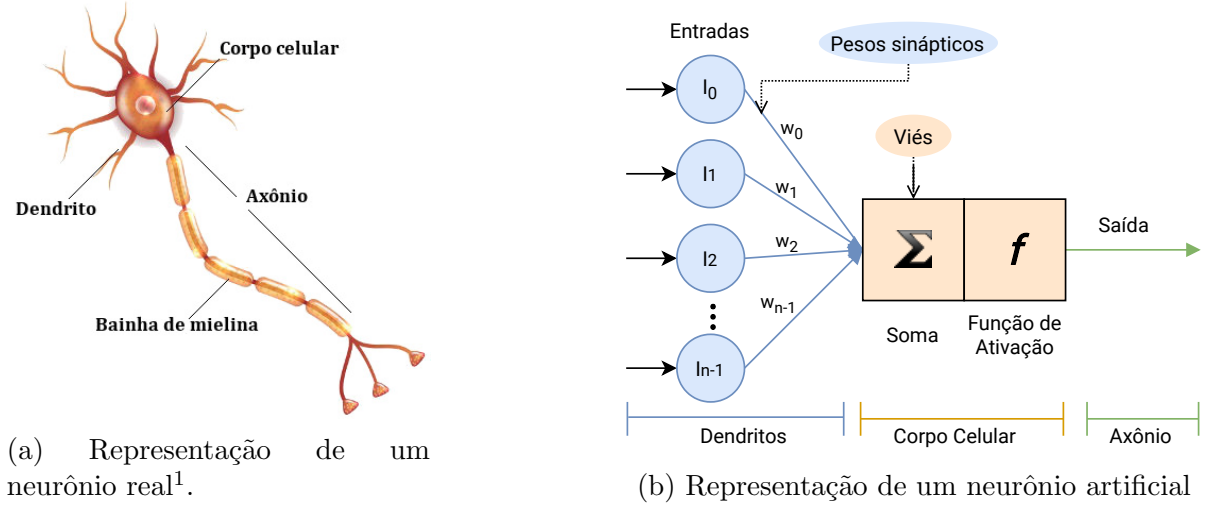 Corpo celular
Dendrito
Axônio
Bainha de mielina
(a) Representação de um
neurônio real¹.
Entradas
Pesos sinápticos
I0
w0
Viés
I1
w1
I2
w2
Σ
f
Saída
wn-1
In-1
Soma
Função de
Ativação
Dendritos
Corpo Celular
Axônio
(b) Representação de um neurônio artificial